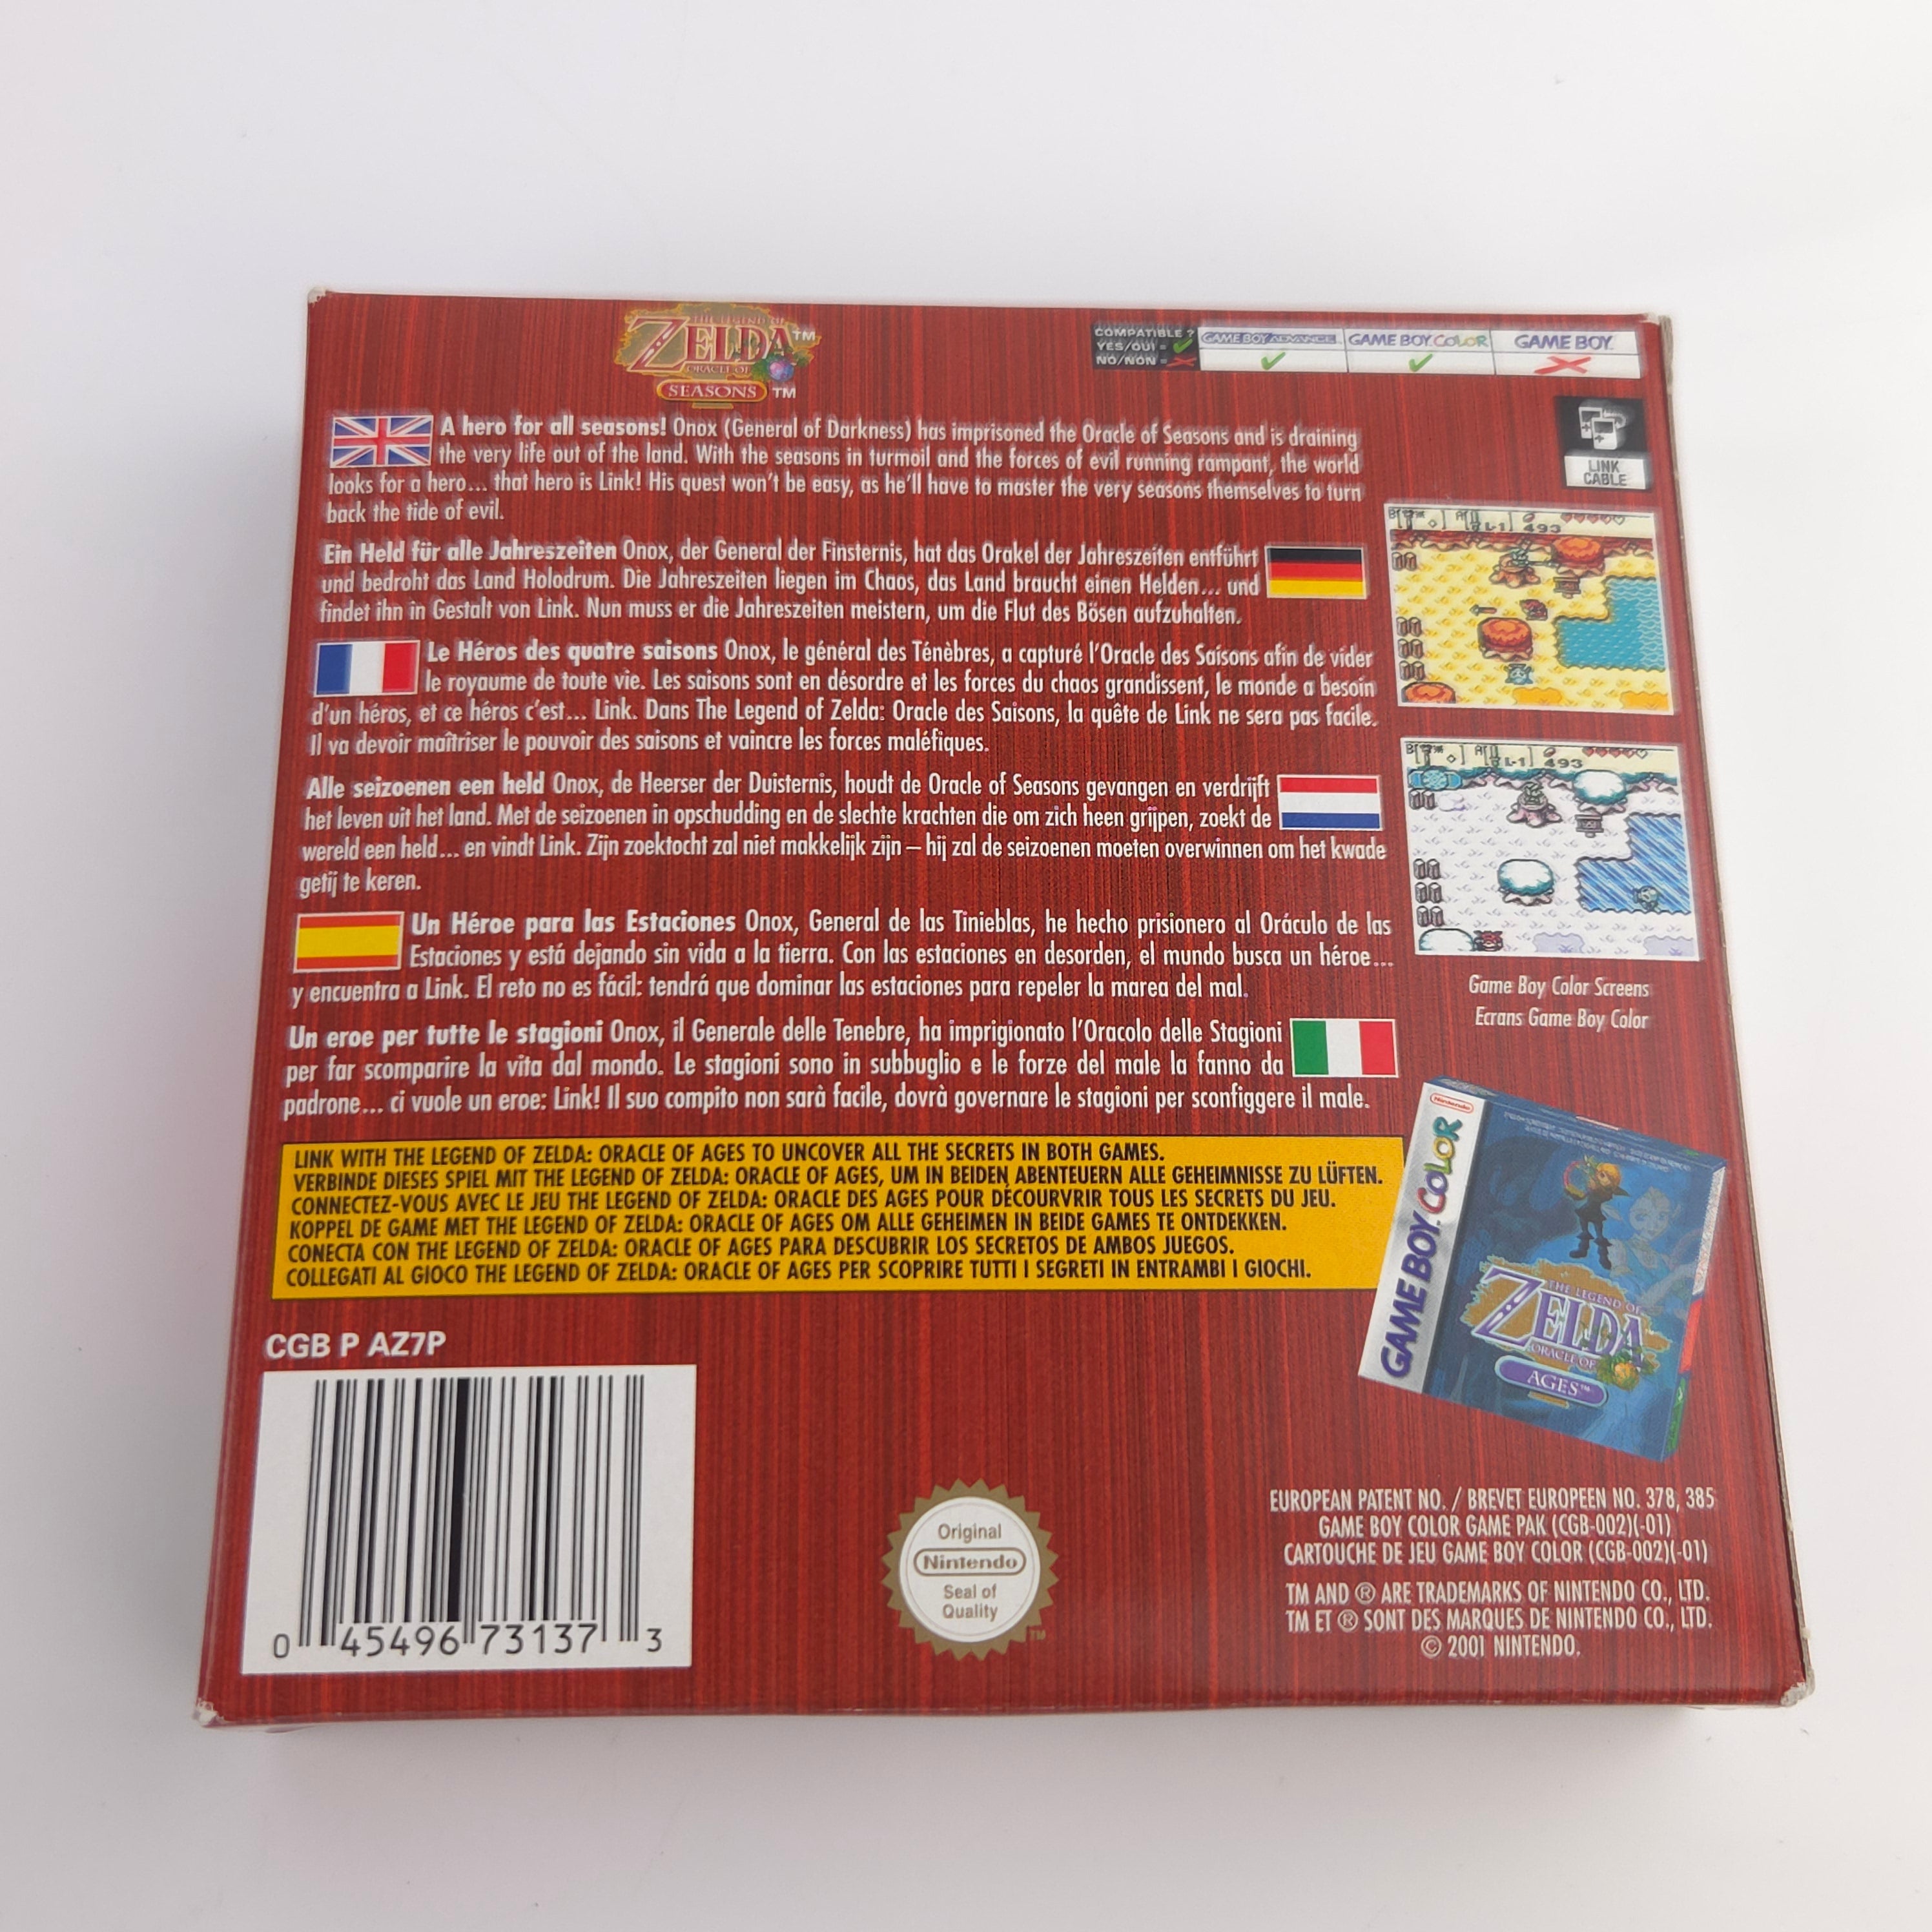 THE LEGEND OF
ZELDA™
ORACLE OF
SEASONS™
COMPATIBLE ?
YES/OUI =
NO/NON =
GAME BOY ADVANCE
GAME BOY COLOR
GAME BOY
LINK
CABLE
A hero for all seasons! Onox (General of Darkness) has imprisoned the Oracle of Seasons and is draining
the very life out of the land. With the seasons in turmoil and the forces of evil running rampant, the world
looks for a hero... that hero is Link! His quest won't be easy, as he'll have to master the very seasons themselves to turn
back the tide of evil.
Ein Held für alle Jahreszeiten Onox, der General der Finsternis, hat das Orakel der Jahreszeiten entführt
und bedroht das Land Holodrum. Die Jahreszeiten liegen im Chaos, das Land braucht einen Helden... und
findet ihn in Gestalt von Link. Nun muss er die Jahreszeiten meistern, um die Flut des Bösen aufzuhalten.
Le Héros des quatre saisons Onox, le général des Ténèbres, a capturé l'Oracle des Saisons afin de vider
le royaume de toute vie. Les saisons sont en désordre et les forces du chaos grandissent, le monde a besoin
d'un héros, et ce héros c'est... Link. Dans The Legend of Zelda: Oracle des Saisons, la quête de Link ne sera pas facile.
Il va devoir maîtriser le pouvoir des saisons et vaincre les forces maléfiques.
Alle seizoenen een held Onox, de Heerser der Duisternis, houdt de Oracle of Seasons gevangen en verdrijft
het leven uit het land. Met de seizoenen in opschudding en de slechte krachten die om zich heen grijpen, zoekt de
wereld een held... en vindt Link. Zijn zoektocht zal niet makkelijk zijn – hij zal de seizoenen moeten overwinnen om het kwade
getij te keren.
Un Héroe para las Estaciones Onox, General de las Tinieblas, he hecho prisionero al Oráculo de las
Estaciones y está dejando sin vida a la tierra. Con las estaciones en desorden, el mundo busca un héroe...
y encuentra a Link. El reto no es fácil: tendrá que dominar las estaciones para repeler la marea del mal.
Un eroe per tutte le stagioni Onox, il Generale delle Tenebre, ha imprigionato l'Oracolo delle Stagioni
per far scomparire la vita dal mondo. Le stagioni sono in subbuglio e le forze del male la fanno da
padrone... ci vuole un eroe: Link! Il suo compito non sarà facile, dovrà governare le stagioni per sconfiggere il male.
B A L-1 493
B A L-1 493
Game Boy Color Screens
Ecrans Game Boy Color
LINK WITH THE LEGEND OF ZELDA: ORACLE OF AGES TO UNCOVER ALL THE SECRETS IN BOTH GAMES.
VERBINDE DIESES SPIEL MIT THE LEGEND OF ZELDA: ORACLE OF AGES, UM IN BEIDEN ABENTEUERN ALLE GEHEIMNISSE ZU LÜFTEN.
CONNECTEZ-VOUS AVEC LE JEU THE LEGEND OF ZELDA: ORACLE DES AGES POUR DÉCOURVRIR TOUS LES SECRETS DU JEU.
KOPPEL DE GAME MET THE LEGEND OF ZELDA: ORACLE OF AGES OM ALLE GEHEIMEN IN BEIDE GAMES TE ONTDEKKEN.
CONECTA CON THE LEGEND OF ZELDA: ORACLE OF AGES PARA DESCUBRIR LOS SECRETOS DE AMBOS JUEGOS.
COLLEGATI AL GIOCO THE LEGEND OF ZELDA: ORACLE OF AGES PER SCOPRIRE TUTTI I SEGRETI IN ENTRAMBI I GIOCHI.
Nintendo
GAME BOY COLOR
THE LEGEND OF
ZELDA
ORACLE OF
AGES™
CGB P AZ7P
0 45496 73137 3
Original
Nintendo
Seal of
Quality
TM
EUROPEAN PATENT NO. / BREVET EUROPEEN NO. 378, 385
GAME BOY COLOR GAME PAK (CGB-002)(-01)
CARTOUCHE DE JEU GAME BOY COLOR (CGB-002)(-01)
TM AND ® ARE TRADEMARKS OF NINTENDO CO., LTD.
TM ET ® SONT DES MARQUES DE NINTENDO CO., LTD.
© 2001 NINTENDO.